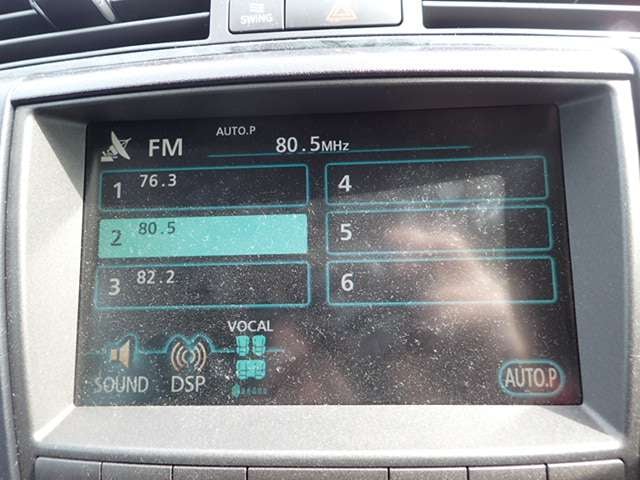 SWING
AUTO.P
FM 80.5MHz
1 76.3
2 80.5
3 82.2
4
5
6
VOCAL
SOUND
DSP
AUTO.P